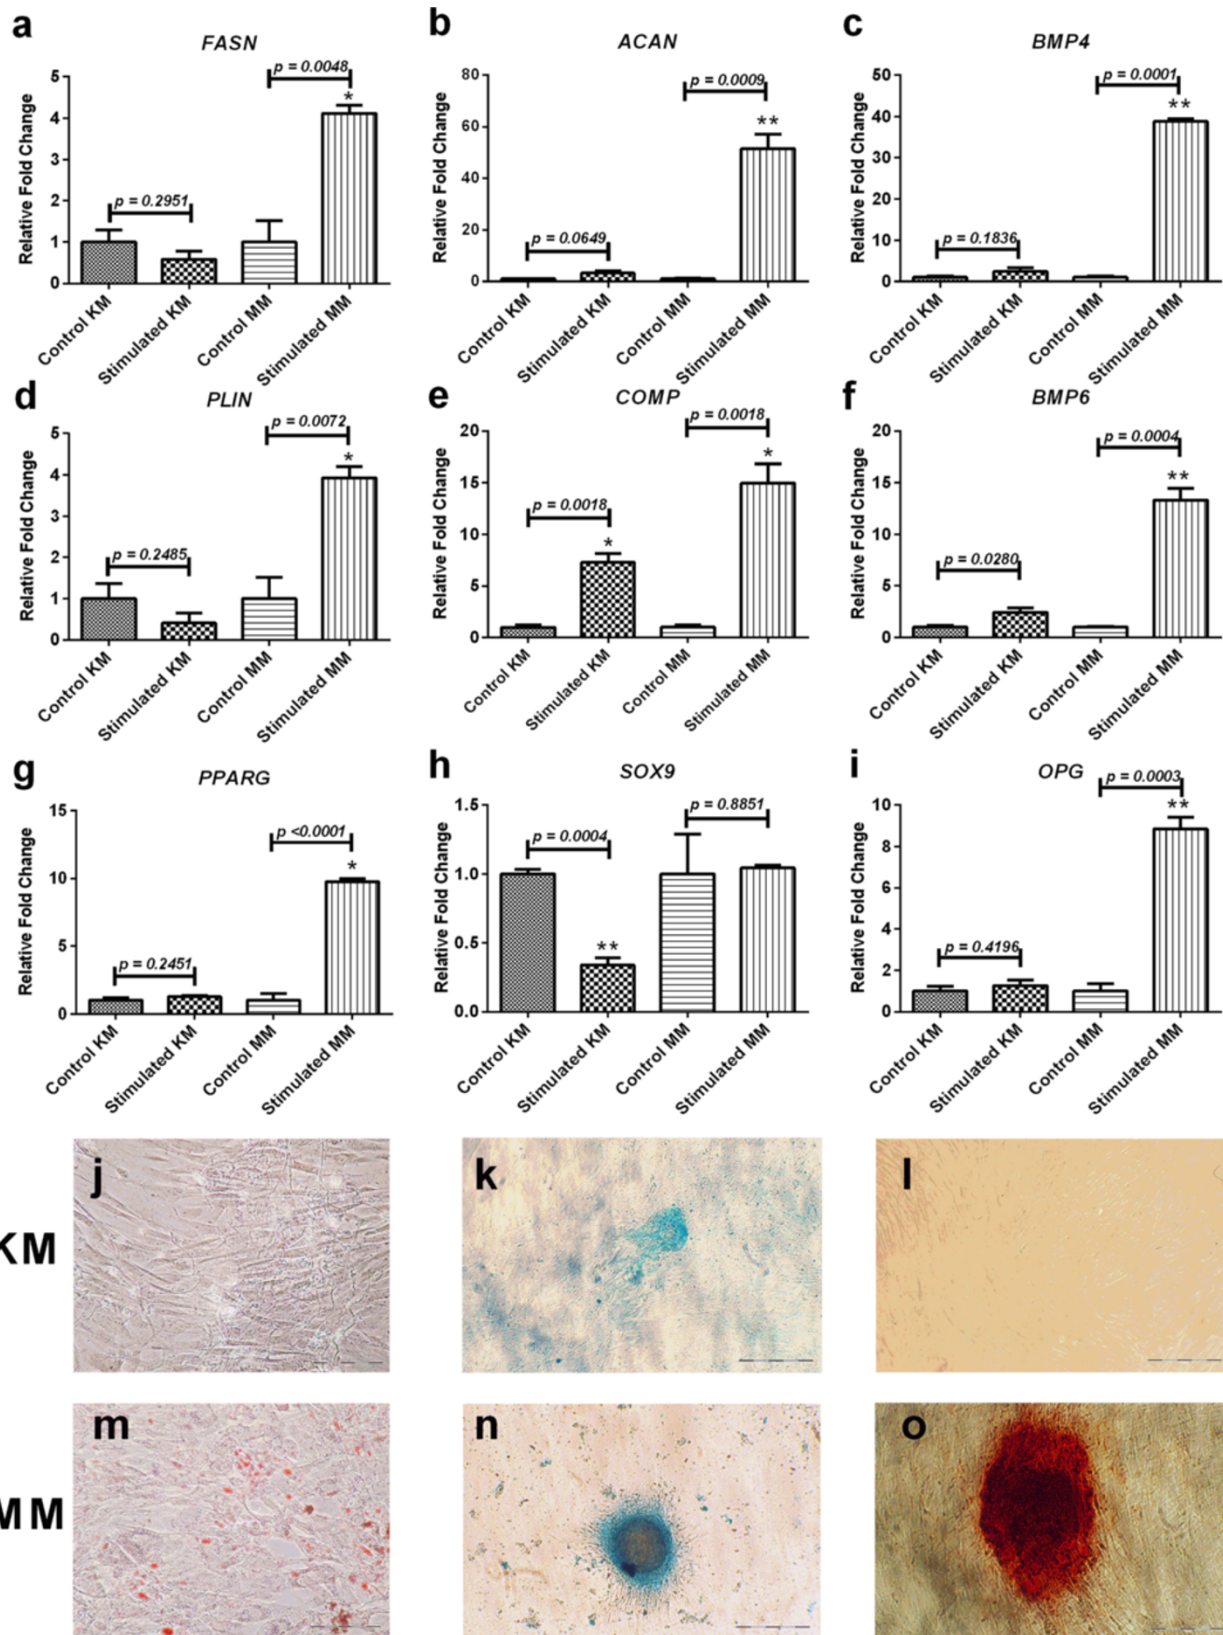 a
FASN
Relative Fold Change
5
4
3
2
1
0
p = 0.2951
p = 0.0048
*
Control KM
Stimulated KM
Control MM
Stimulated MM
b
ACAN
Relative Fold Change
80
60
40
20
0
p = 0.0649
p = 0.0009
**
Control KM
Stimulated KM
Control MM
Stimulated MM
c
BMP4
Relative Fold Change
50
40
30
20
10
0
p = 0.1836
p = 0.0001
**
Control KM
Stimulated KM
Control MM
Stimulated MM
d
PLIN
Relative Fold Change
5
4
3
2
1
0
p = 0.2485
p = 0.0072
*
Control KM
Stimulated KM
Control MM
Stimulated MM
e
COMP
Relative Fold Change
20
15
10
5
0
p = 0.0018
*
p = 0.0018
*
Control KM
Stimulated KM
Control MM
Stimulated MM
f
BMP6
Relative Fold Change
20
15
10
5
0
p = 0.0280
p = 0.0004
**
Control KM
Stimulated KM
Control MM
Stimulated MM
g
PPARG
Relative Fold Change
15
10
5
0
p = 0.2451
p <0.0001
*
Control KM
Stimulated KM
Control MM
Stimulated MM
h
SOX9
Relative Fold Change
1.5
1.0
0.5
0.0
p = 0.0004
**
p = 0.8851
Control KM
Stimulated KM
Control MM
Stimulated MM
i
OPG
Relative Fold Change
10
8
6
4
2
0
p = 0.4196
p = 0.0003
**
Control KM
Stimulated KM
Control MM
Stimulated MM
KM
j
k
l
MM
m
n
o